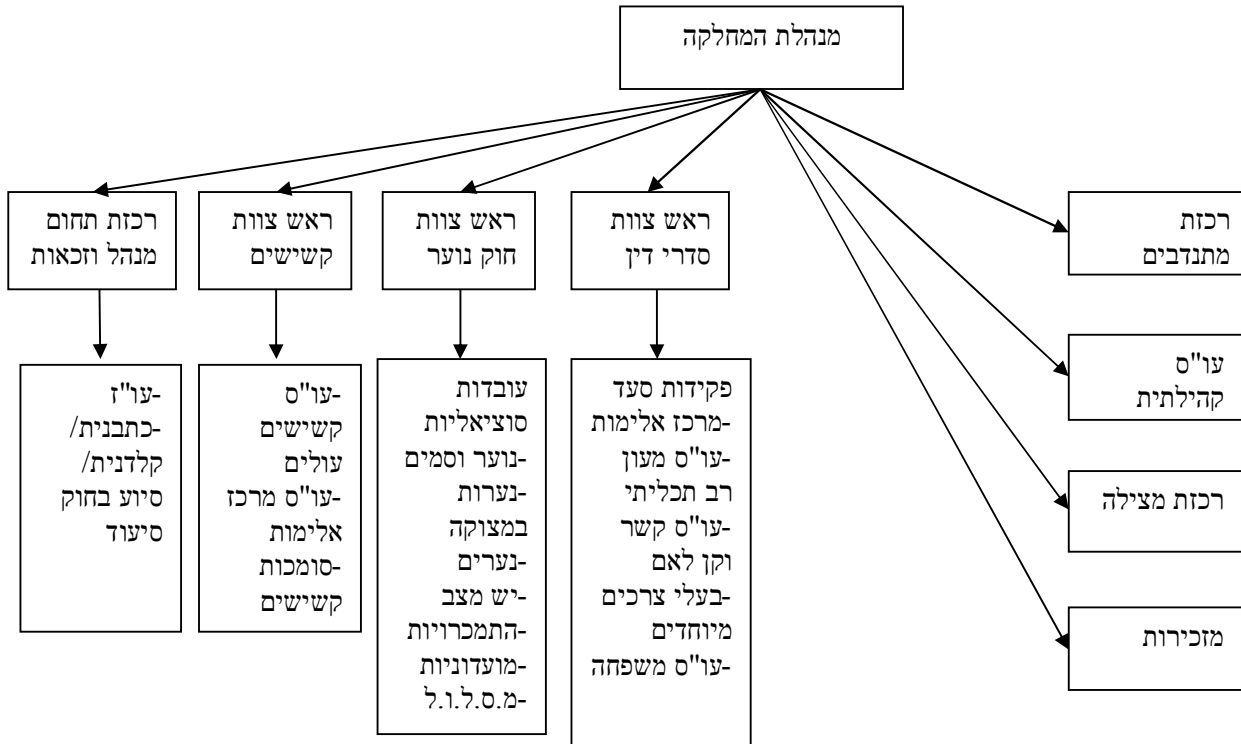 מנהלת המחלקה
רכזת
מתנדבים
עו"ס
קהילתית
רכזת מצילה
מזכירות
ראש צוות
סדרי דין
ראש צוות
חוק נוער
ראש צוות
קשישים
רכזת תחום
מנהל וזכאות
פקידות סעד
-מרכז אלימות
-עו"ס מעון
רב תכליתי
-עו"ס קשר
וקן לאם
-בעלי צרכים
מיוחדים
-עו"ס משפחה
עובדות
סוציאליות
-נוער וסמים
-נערות
במצוקה
-נערים
-יש מצב
-התמכרויות
-מועדוניות
-מ.ס.ל.ו.ל
-עו"ס
קשישים
עולים
-עו"ס מרכז
אלימות
-סומכות
קשישים
-עו"ז
-כתבנית/
קלדנית/
סיוע בחוק
סיעוד